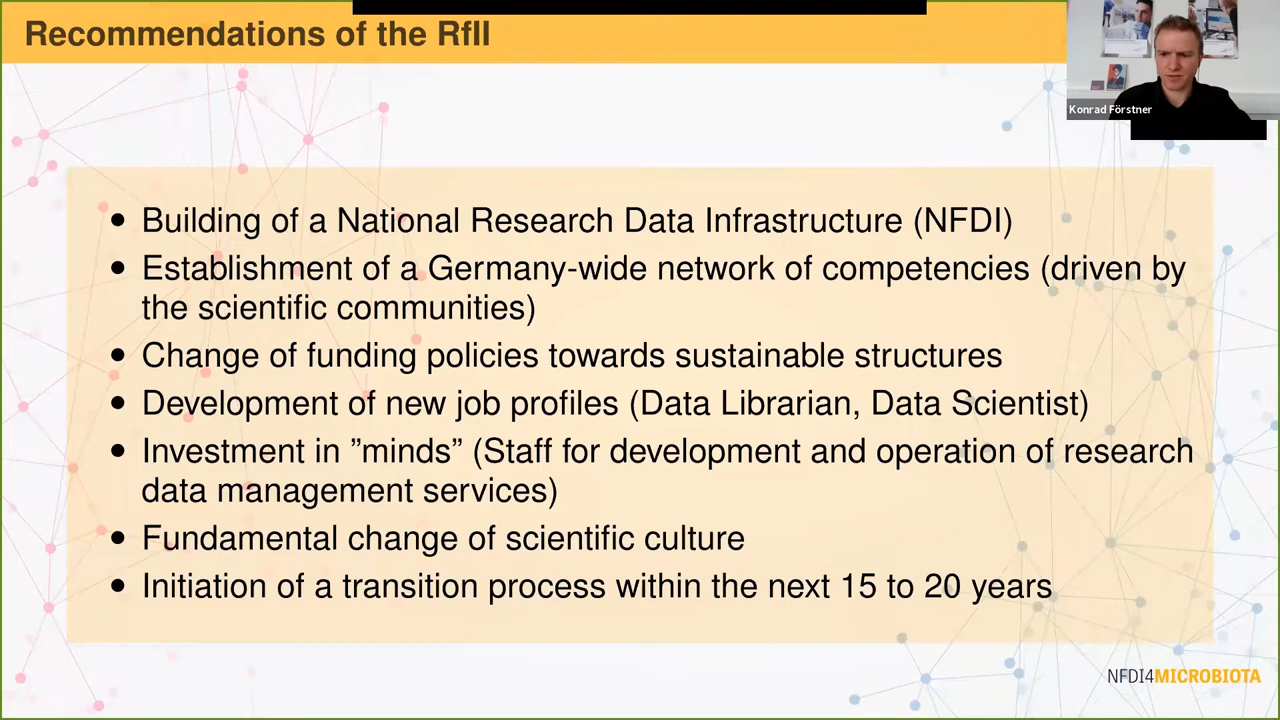 Recommendations of the RfII
Konrad Förstner
• Building of a National Research Data Infrastructure (NFDI)
• Establishment of a Germany-wide network of competencies (driven by
the scientific communities)
• Change of funding policies towards sustainable structures
• Development of new job profiles (Data Librarian, Data Scientist)
• Investment in ”minds” (Staff for development and operation of research
data management services)
• Fundamental change of scientific culture
• Initiation of a transition process within the next 15 to 20 years
NFDI4MICROBIOTA